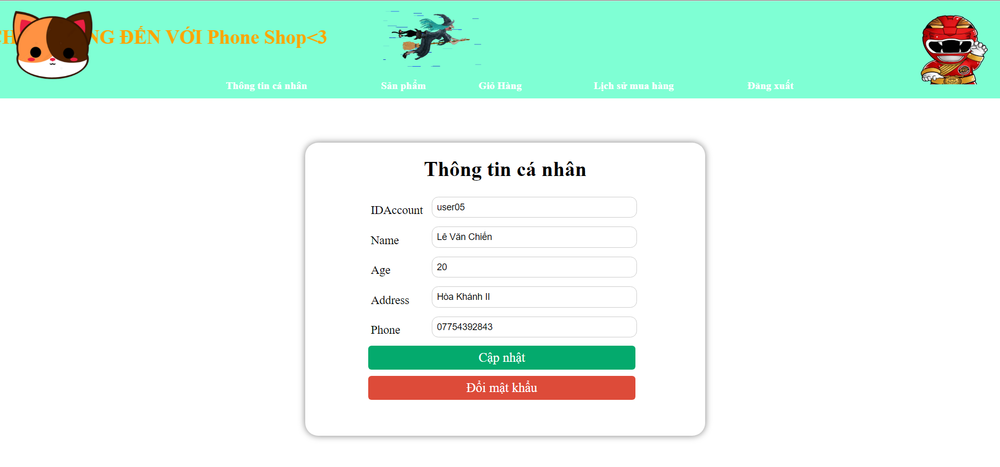 NG ĐẾN VỚI Phone Shop<3
Thông tin cá nhân Sản phẩm Giỏ Hàng Lịch sử mua hàng Đăng xuất
Thông tin cá nhân
IDAccount user05
Name Lê Văn Chiến
Age 20
Address Hòa Khánh II
Phone 07754392843
Cập nhật
Đổi mật khẩu